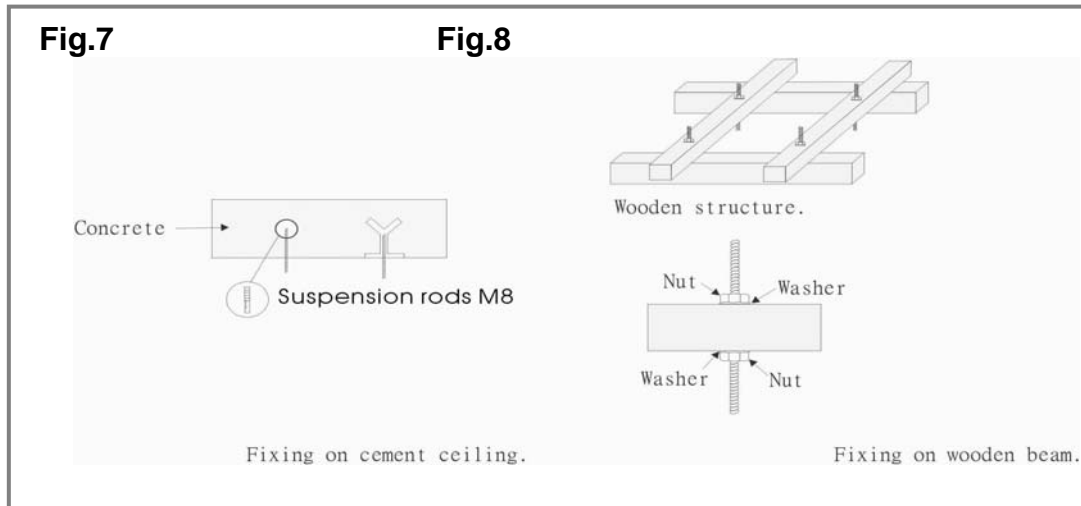 Fig.7
Fig.8
Concrete
Suspension rods M8
Fixing on cement ceiling.
Wooden structure.
Nut
Washer
Washer
Nut
Fixing on wooden beam.